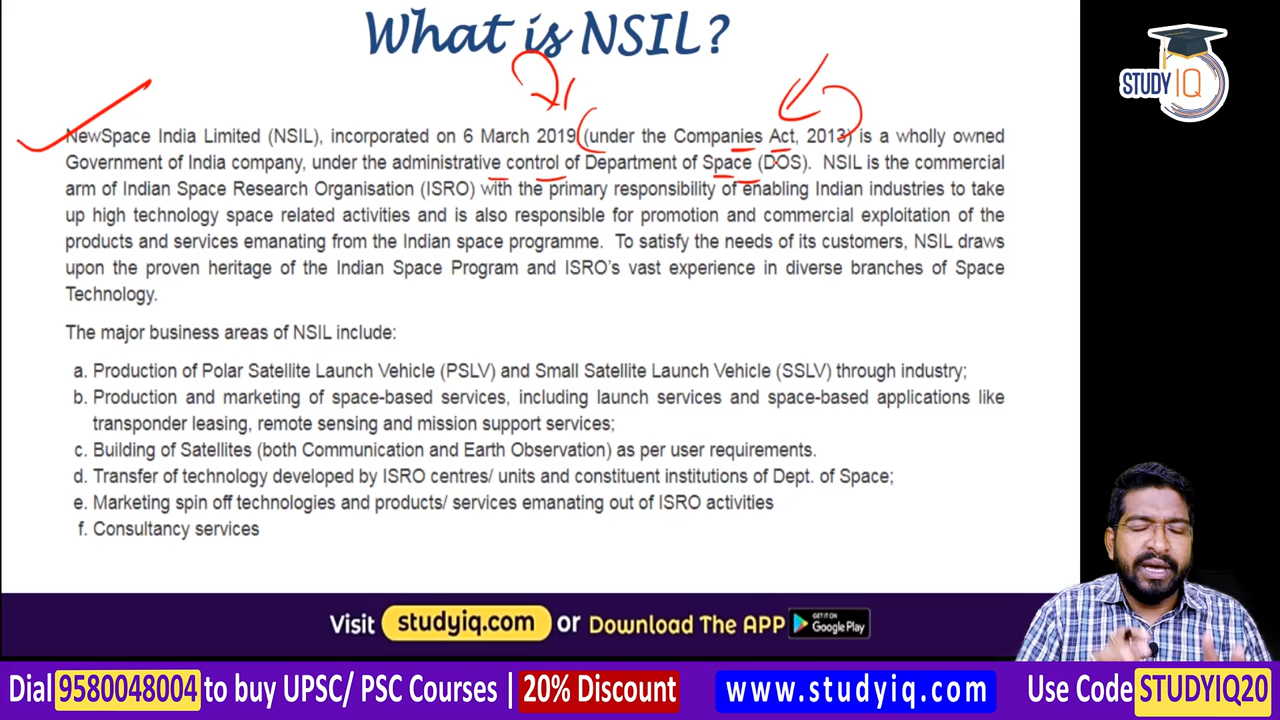 What is NSIL?
STUDY IQ
NewSpace India Limited (NSIL), incorporated on 6 March 2019 (under the Companies Act, 2013) is a wholly owned
Government of India company, under the administrative control of Department of Space (DOS). NSIL is the commercial
arm of Indian Space Research Organisation (ISRO) with the primary responsibility of enabling Indian industries to take
up high technology space related activities and is also responsible for promotion and commercial exploitation of the
products and services emanating from the Indian space programme. To satisfy the needs of its customers, NSIL draws
upon the proven heritage of the Indian Space Program and ISRO's vast experience in diverse branches of Space
Technology.
The major business areas of NSIL include:
a. Production of Polar Satellite Launch Vehicle (PSLV) and Small Satellite Launch Vehicle (SSLV) through industry;
b. Production and marketing of space-based services, including launch services and space-based applications like
transponder leasing, remote sensing and mission support services;
c. Building of Satellites (both Communication and Earth Observation) as per user requirements.
d. Transfer of technology developed by ISRO centres/ units and constituent institutions of Dept. of Space;
e. Marketing spin off technologies and products/ services emanating out of ISRO activities
f. Consultancy services
Visit studyiq.com or Download The APP GET IT ON Google Play
Dial 9580048004 to buy UPSC/ PSC Courses | 20% Discount www.studyiq.com Use Code STUDYIQ20